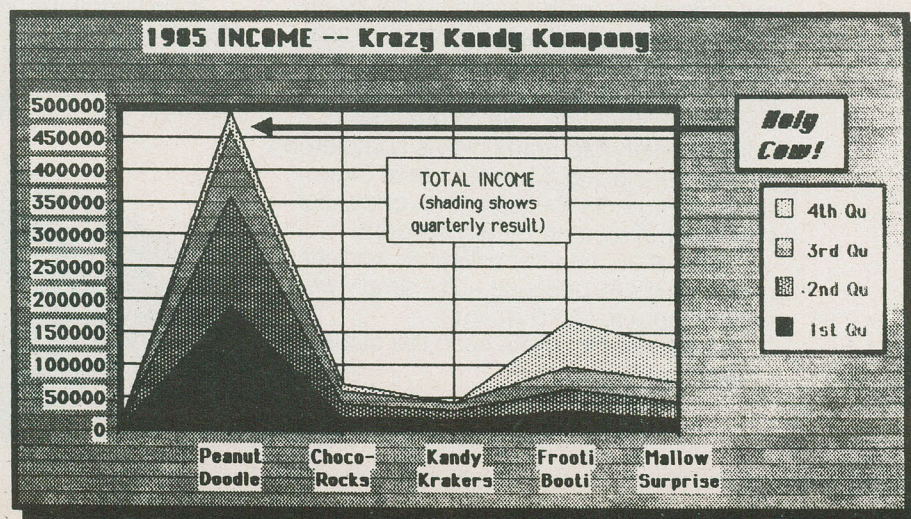 1985 INCOME -- Krazy Kandy Kompany
500000
450000
400000
350000
300000
250000
200000
150000
100000
50000
0
Holy
Cow!
TOTAL INCOME
(shading shows
quarterly result)
4th Qu
3rd Qu
2nd Qu
1st Qu
Peanut
Doodle
Choco-
Rocks
Kandy
Krakers
Frooti
Booti
Mallow
Surprise